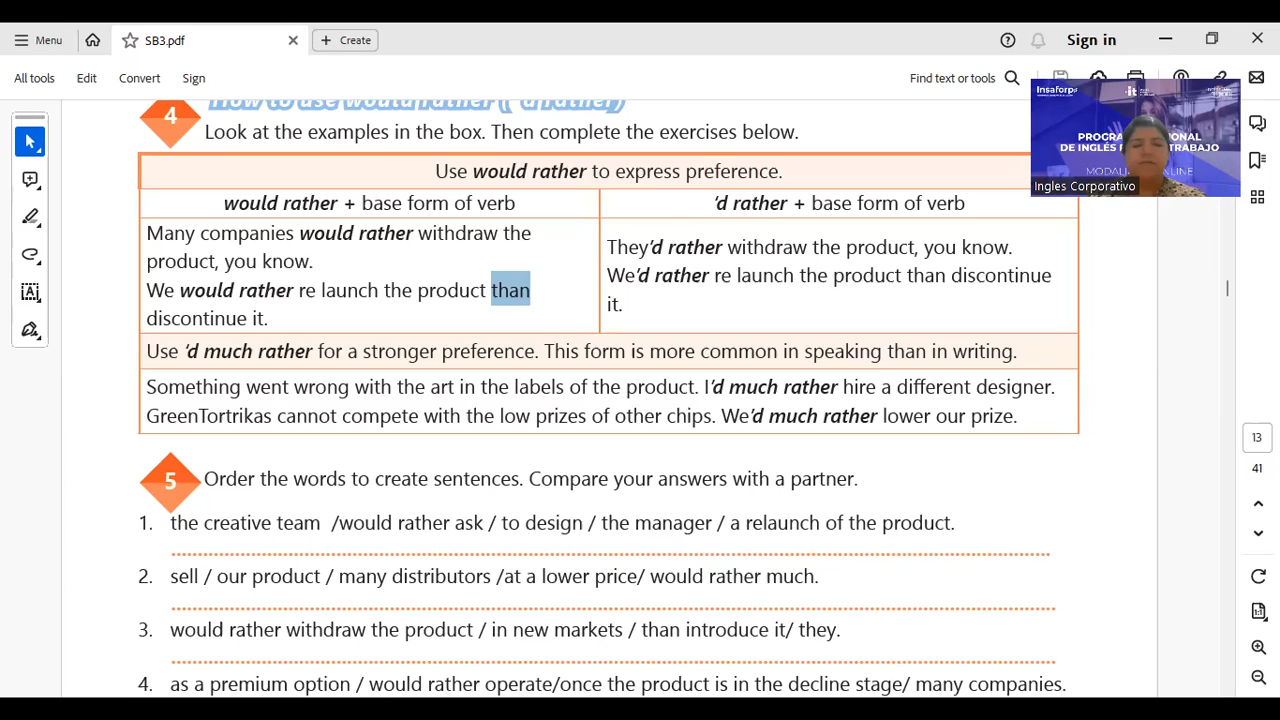 Menu SB3.pdf Create Sign in
All tools Edit Convert Sign Find text or tools
4 How to use would rather ('d rather)
Look at the examples in the box. Then complete the exercises below.
Use would rather to express preference.
would rather + base form of verb
Many companies would rather withdraw the
product, you know.
We would rather re launch the product than
discontinue it.
'd rather + base form of verb
They'd rather withdraw the product, you know.
We'd rather re launch the product than discontinue
it.
Use 'd much rather for a stronger preference. This form is more common in speaking than in writing.
Something went wrong with the art in the labels of the product. I'd much rather hire a different designer.
GreenTortrikas cannot compete with the low prizes of other chips. We'd much rather lower our prize.
5 Order the words to create sentences. Compare your answers with a partner.
1. the creative team /would rather ask / to design / the manager / a relaunch of the product.
2. sell / our product / many distributors /at a lower price/ would rather much.
3. would rather withdraw the product / in new markets / than introduce it/ they.
4. as a premium option / would rather operate/once the product is in the decline stage/ many companies.
Insaforp
Ingles Corporativo
13
41